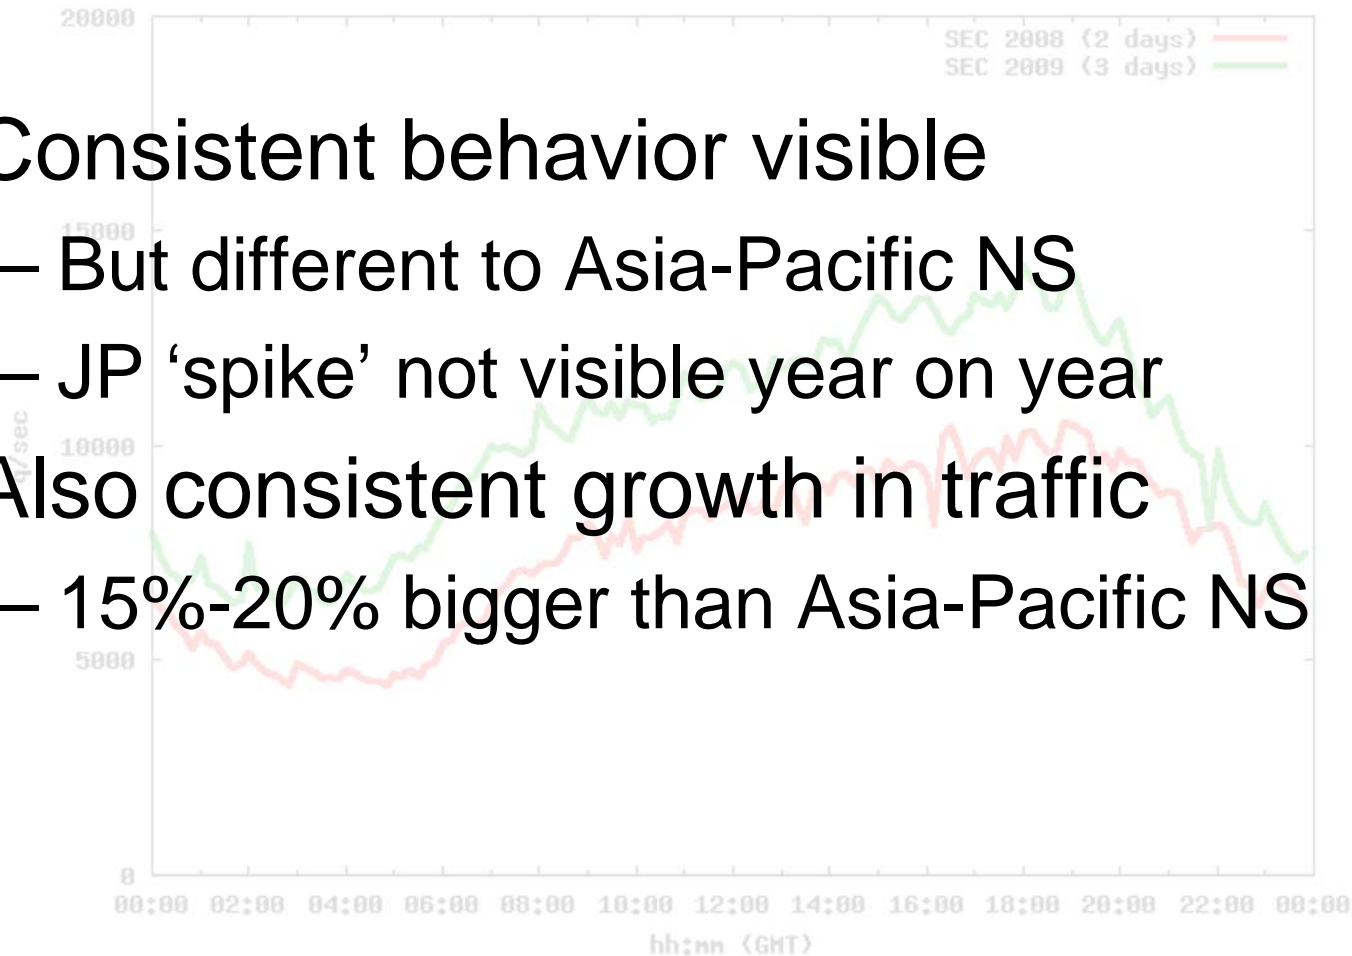 20000
SEC 2008 (2 days)
SEC 2009 (3 days)
Consistent behavior visible
15000
– But different to Asia-Pacific NS
– JP ‘spike’ not visible year on year
q/sec
10000
Also consistent growth in traffic
– 15%-20% bigger than Asia-Pacific NS
5000
0
00:00 02:00 04:00 06:00 08:00 10:00 12:00 14:00 16:00 18:00 20:00 22:00 00:00
hh:mm (GMT)